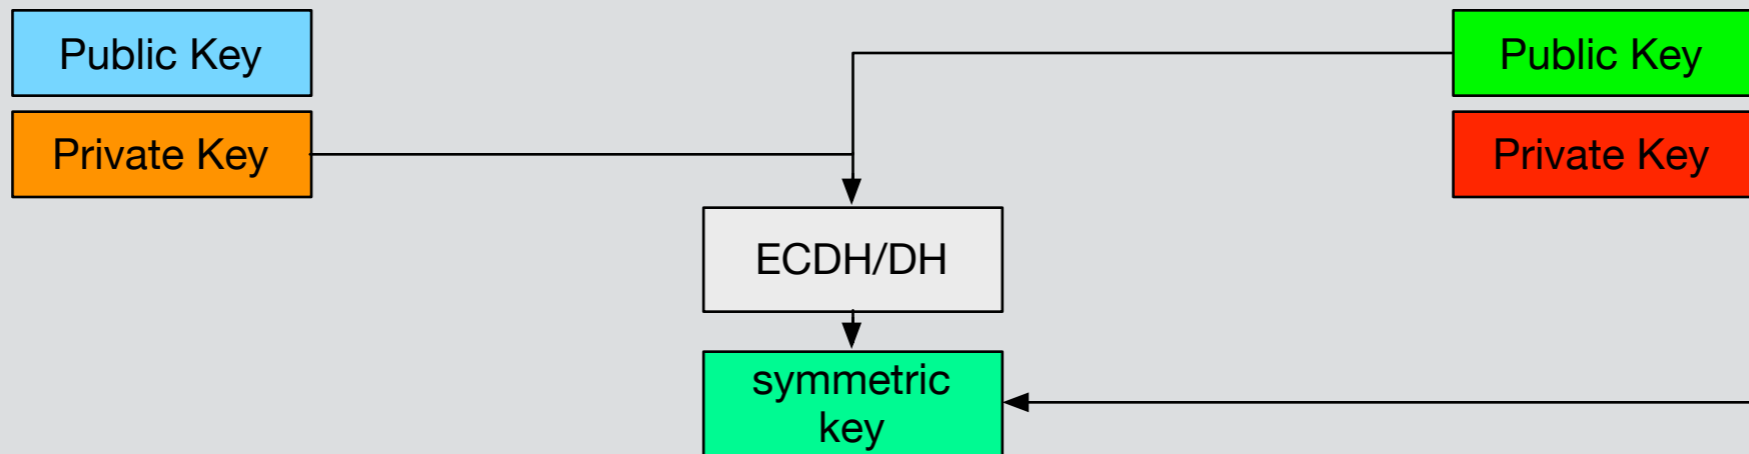 Public Key
Public Key
Private Key
Private Key
ECDH/DH
symmetric
key